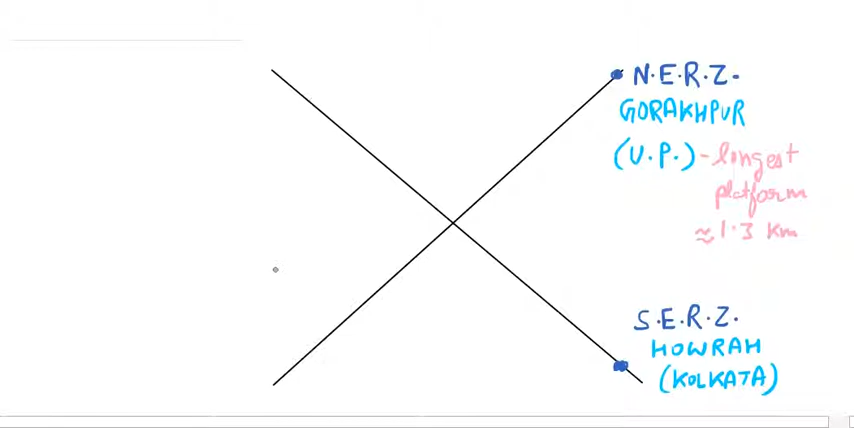 N.E.R.Z.
GORAKHPUR
(U.P.) - longest
platform
≈ 1.3 Km
S.E.R.Z.
HOWRAH
(KOLKATA)